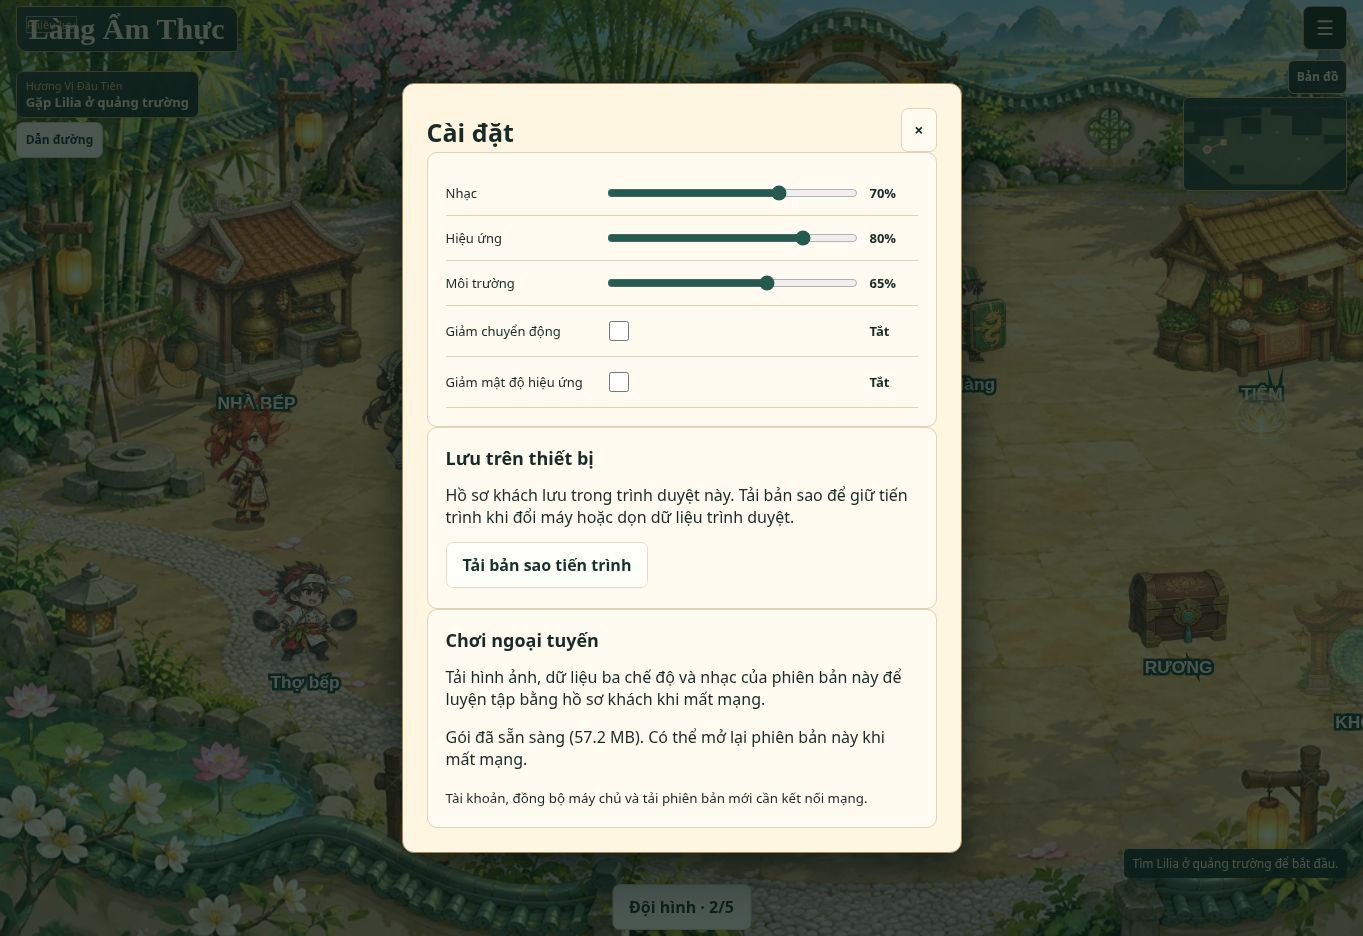 Làng Ẩm Thực
☰
Hương Vị Đầu Tiên
Gặp Lilia ở quảng trường
Dẫn đường
Bản đồ
Cài đặt
×
Nhạc 70%
Hiệu ứng 80%
Môi trường 65%
Giảm chuyển động Tắt
Giảm mật độ hiệu ứng Tắt
Lưu trên thiết bị
Hồ sơ khách lưu trong trình duyệt này. Tải bản sao để giữ tiến
trình khi đổi máy hoặc dọn dữ liệu trình duyệt.
Tải bản sao tiến trình
Chơi ngoại tuyến
Tải hình ảnh, dữ liệu ba chế độ và nhạc của phiên bản này để
luyện tập bằng hồ sơ khách khi mất mạng.
Gói đã sẵn sàng (57.2 MB). Có thể mở lại phiên bản này khi
mất mạng.
Tài khoản, đồng bộ máy chủ và tải phiên bản mới cần kết nối mạng.
NHÀ BẾP
TIỆM
Thợ bếp
RƯƠNG
Tìm Lilia ở quảng trường để bắt đầu.
Đội hình · 2/5